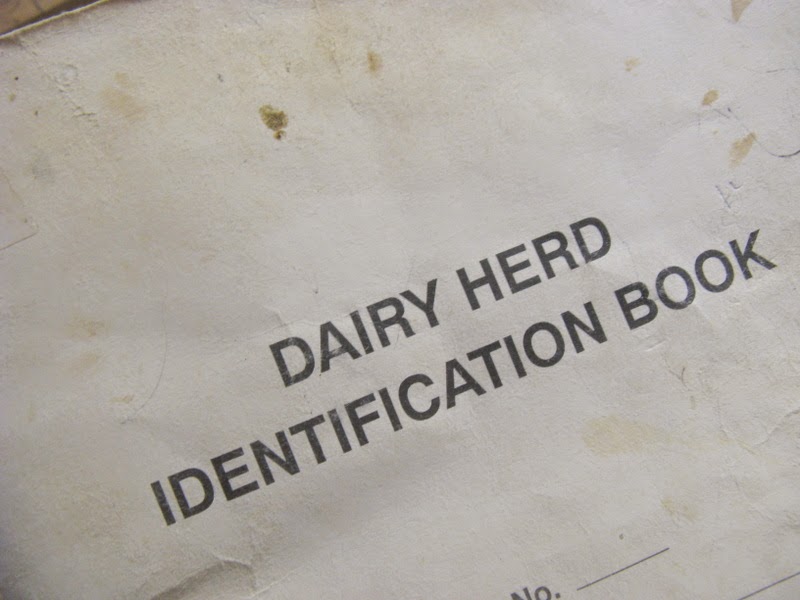 DAIRY HERD
IDENTIFICATION BOOK
No.